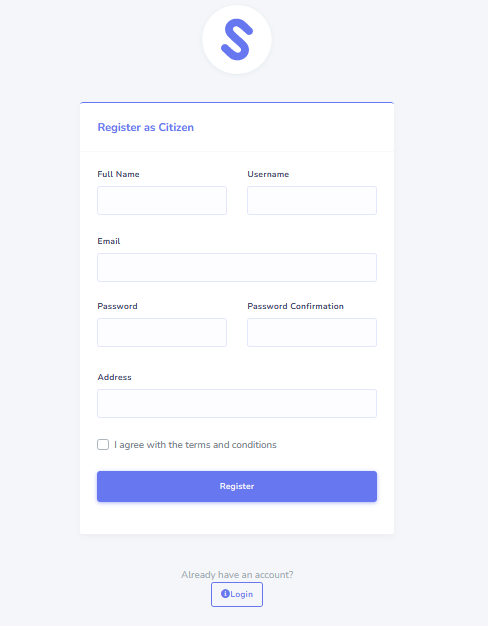 Register as Citizen
Full Name Username
Email
Password Password Confirmation
Address
I agree with the terms and conditions
Register
Already have an account?
Login